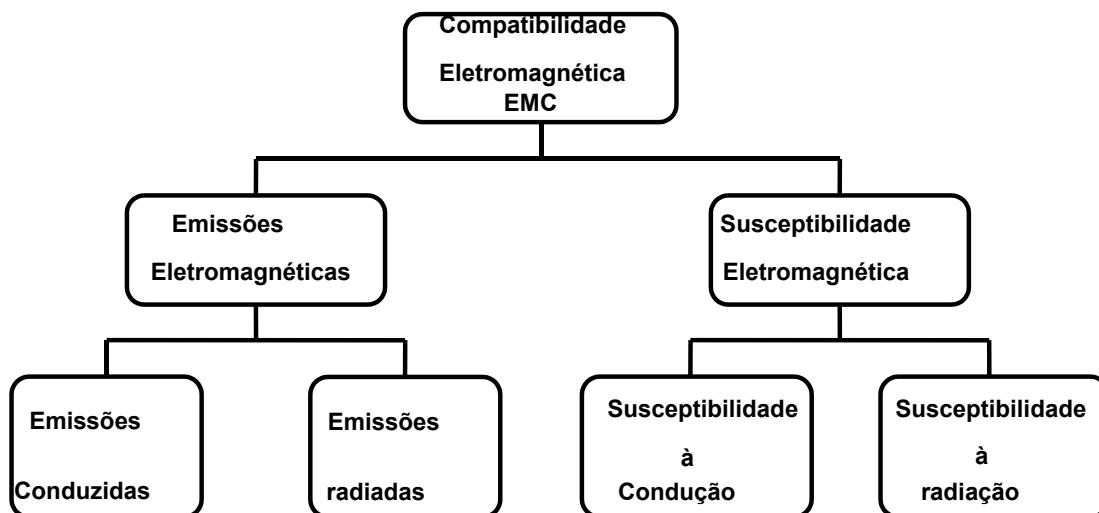 Compatibilidade
Eletromagnética
EMC
Emissões
Eletromagnéticas
Susceptibilidade
Eletromagnética
Emissões
Conduzidas
Emissões
radiadas
Susceptibilidade
à
Condução
Susceptibilidade
à
radiação